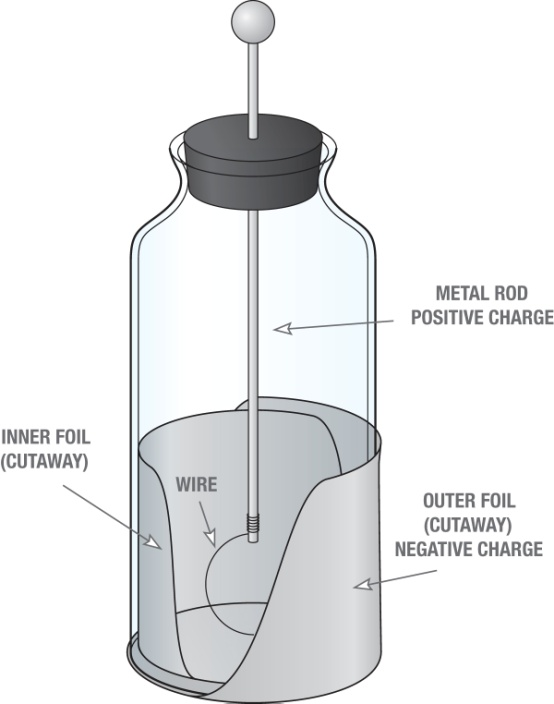 METAL ROD
POSITIVE CHARGE
INNER FOIL
(CUTAWAY)
WIRE
OUTER FOIL
(CUTAWAY)
NEGATIVE CHARGE